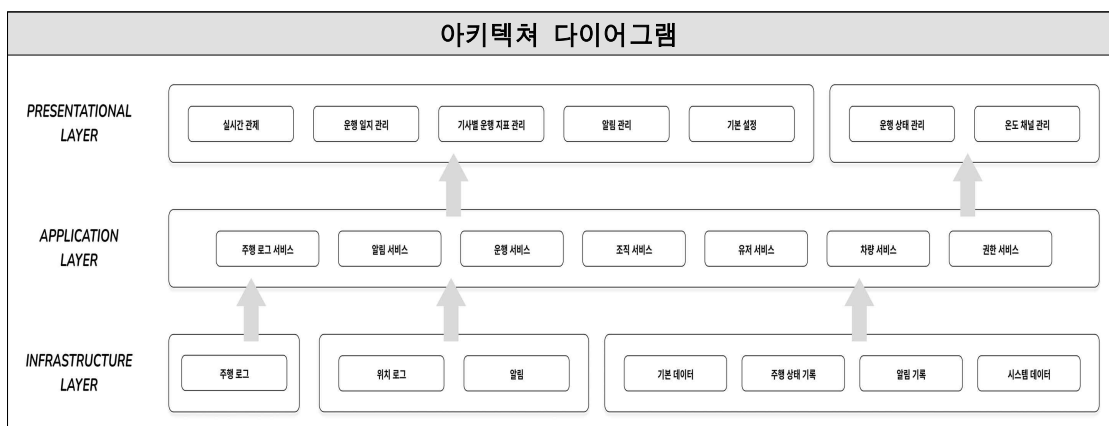 아키텍쳐 다이어그램
PRESENTATIONAL
LAYER
실시간 관제
운행 일지 관리
기사별 운행 지표 관리
알림 관리
기본 설정
운행 상태 관리
온도 채널 관리
APPLICATION
LAYER
주행 로그 서비스
알림 서비스
운행 서비스
조직 서비스
유저 서비스
차량 서비스
권한 서비스
INFRASTRUCTURE
LAYER
주행 로그
위치 로그
알림
기본 데이터
주행 상태 기록
알림 기록
시스템 데이터